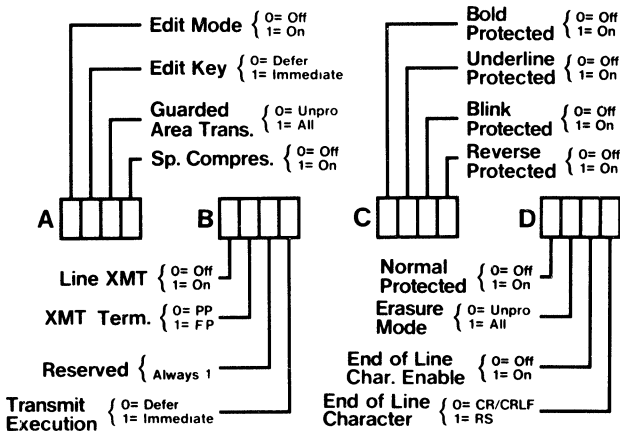 Edit Mode { 0= Off
1= On
Edit Key { 0= Defer
1= Immediate
Guarded
Area Trans. { 0= Unpro
1= All
Sp. Compres. { 0= Off
1= On
A
B
Line XMT { 0= Off
1= On
XMT Term. { 0= PP
1= FP
Reserved { Always 1
Transmit
Execution { 0= Defer
1= Immediate
Bold
Protected { 0= Off
1= On
Underline
Protected { 0= Off
1= On
Blink
Protected { 0= Off
1= On
Reverse
Protected { 0= Off
1= On
C
D
Normal
Protected { 0= Off
1= On
Erasure
Mode { 0= Unpro
1= All
End of Line
Char. Enable { 0= Off
1= On
End of Line
Character { 0= CR/CRLF
1= RS